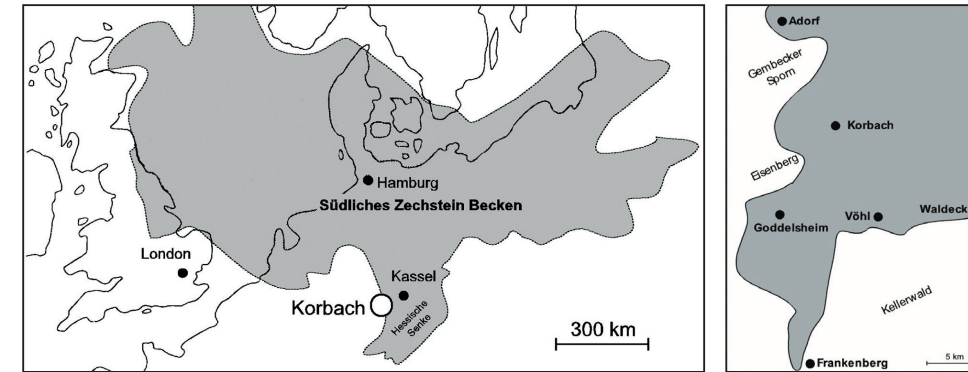 Hamburg
Südliches Zechstein Becken
London
Kassel
Korbach
Hessische
Senke
300 km
Adorf
Gembecker
Sporn
Korbach
Eisenberg
Goddelsheim
Vöhl
Waldeck
Kellerwald
Frankenberg
5 km